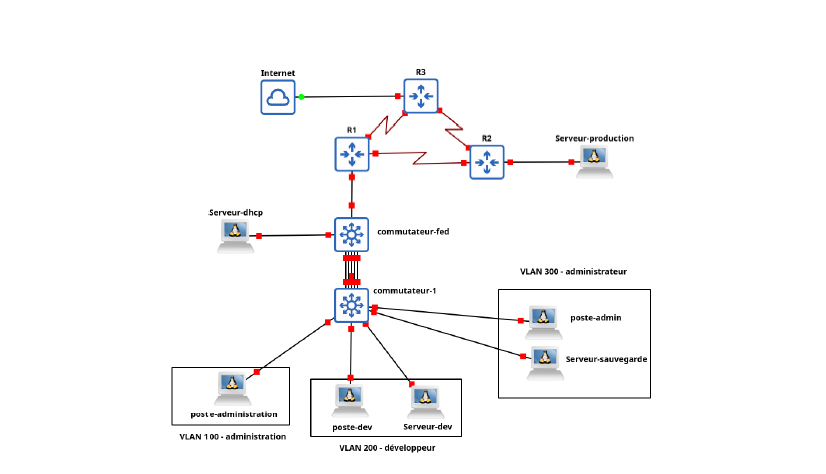 Internet
R3
R1
R2
Serveur-production
Serveur-dhcp
commutateur-fed
VLAN 300 - administrateur
commutateur-1
poste-admin
Serveur-sauvegarde
poste-administration
poste-dev
Serveur-dev
VLAN 100 - administration
VLAN 200 - développeur